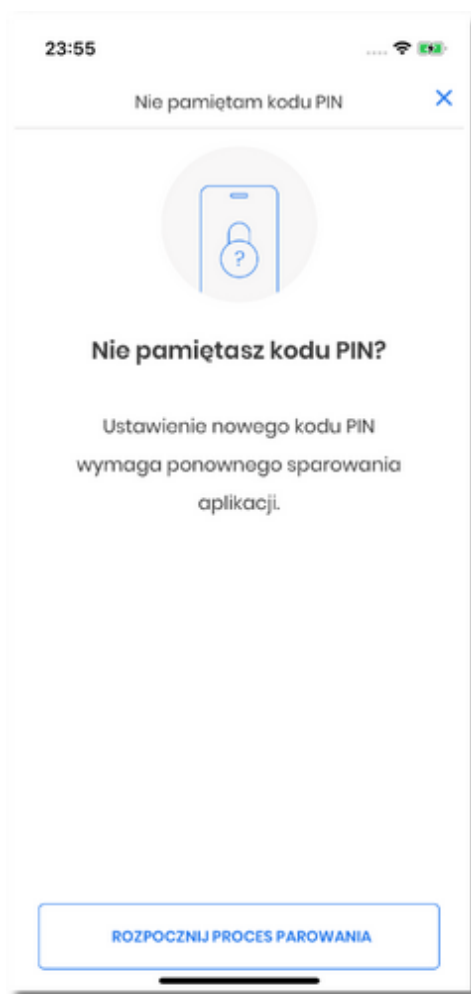 23:55
Nie pamiętam kodu PIN
?
Nie pamiętasz kodu PIN?
Ustawienie nowego kodu PIN
wymaga ponownego sparowania
aplikacji.
ROZPOCZNIJ PROCES PAROWANIA